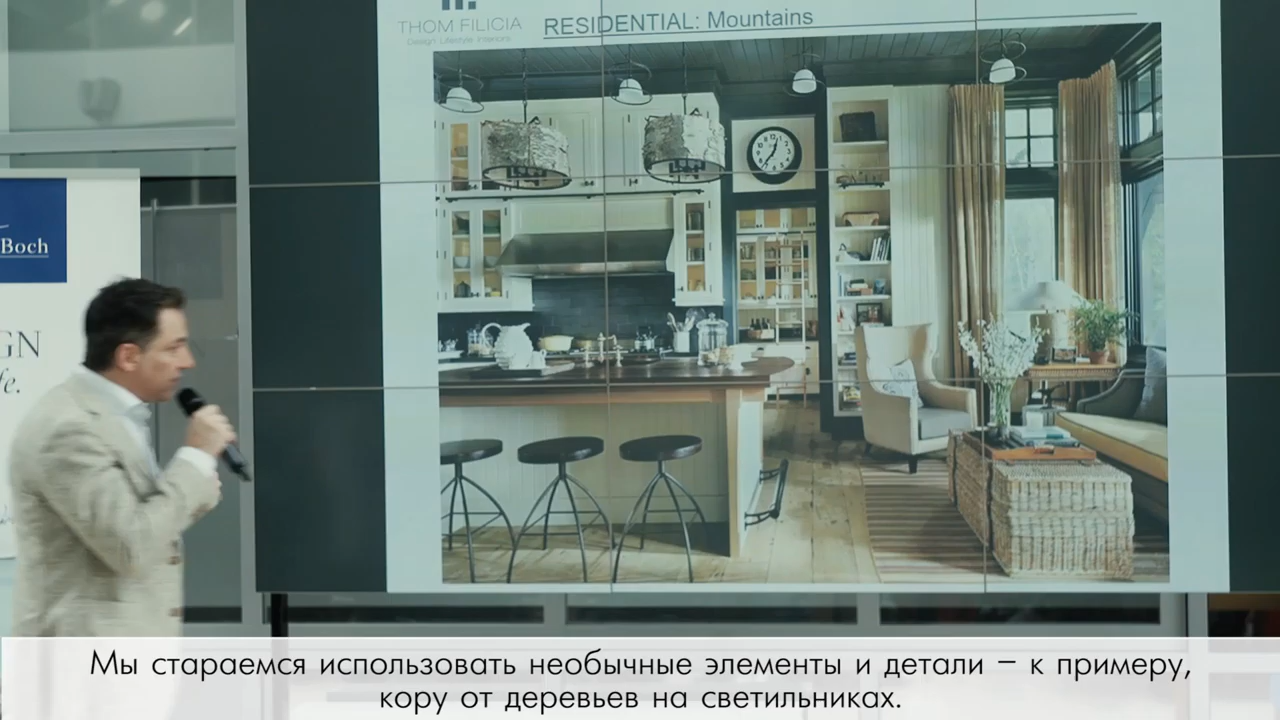 THOM FILICIA
Design Lifestyle Interiors
RESIDENTIAL: Mountains
Boch
GN
fe.
Мы стараемся использовать необычные элементы и детали – к примеру,
кору от деревьев на светильниках.